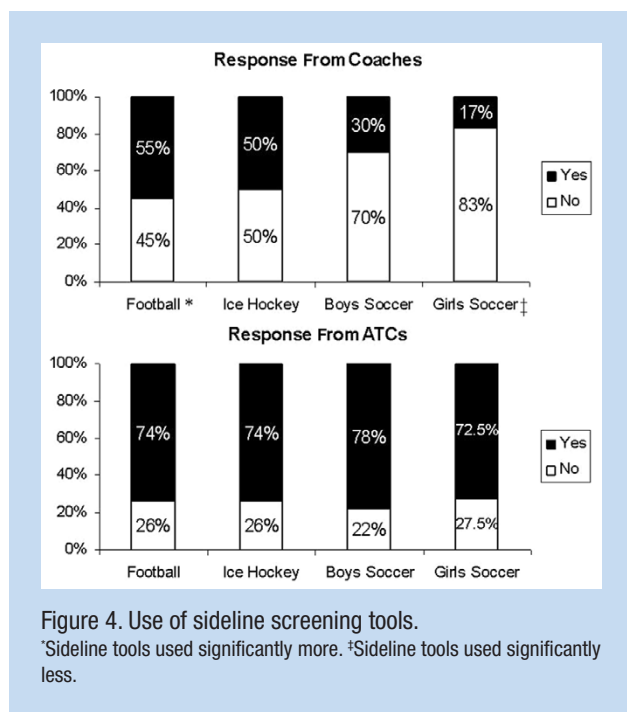 Response From Coaches
100%
80%
60%
40%
20%
0%
55%
50%
30%
17%
45%
50%
70%
83%
■ Yes
□ No
Football * Ice Hockey Boys Soccer Girls Soccer‡
Response From ATCs
100%
80%
60%
40%
20%
0%
74%
74%
78%
72.5%
26%
26%
22%
27.5%
■ Yes
□ No
Football Ice Hockey Boys Soccer Girls Soccer
Figure 4. Use of sideline screening tools.
*Sideline tools used significantly more. ‡Sideline tools used significantly
less.